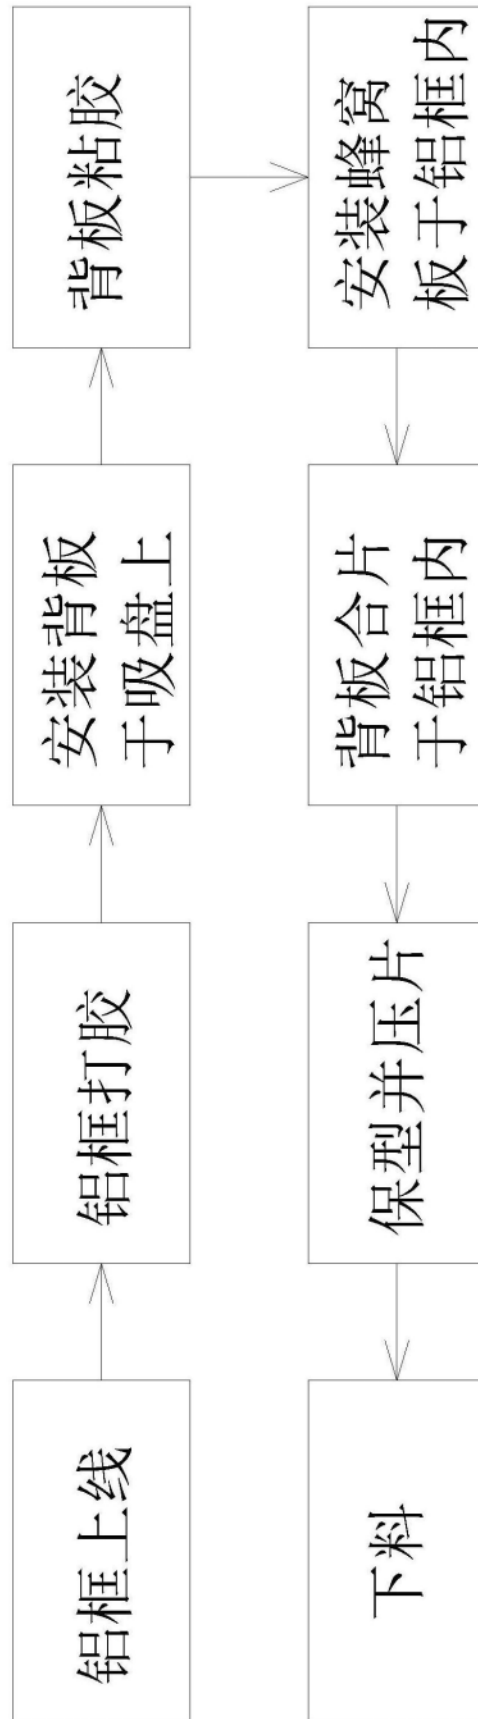 铝框上线
铝框打胶
安装背板
于吸盘上
背板粘胶
安装蜂窝
板于铝框内
背板合片
于铝框内
保型并压片
下料